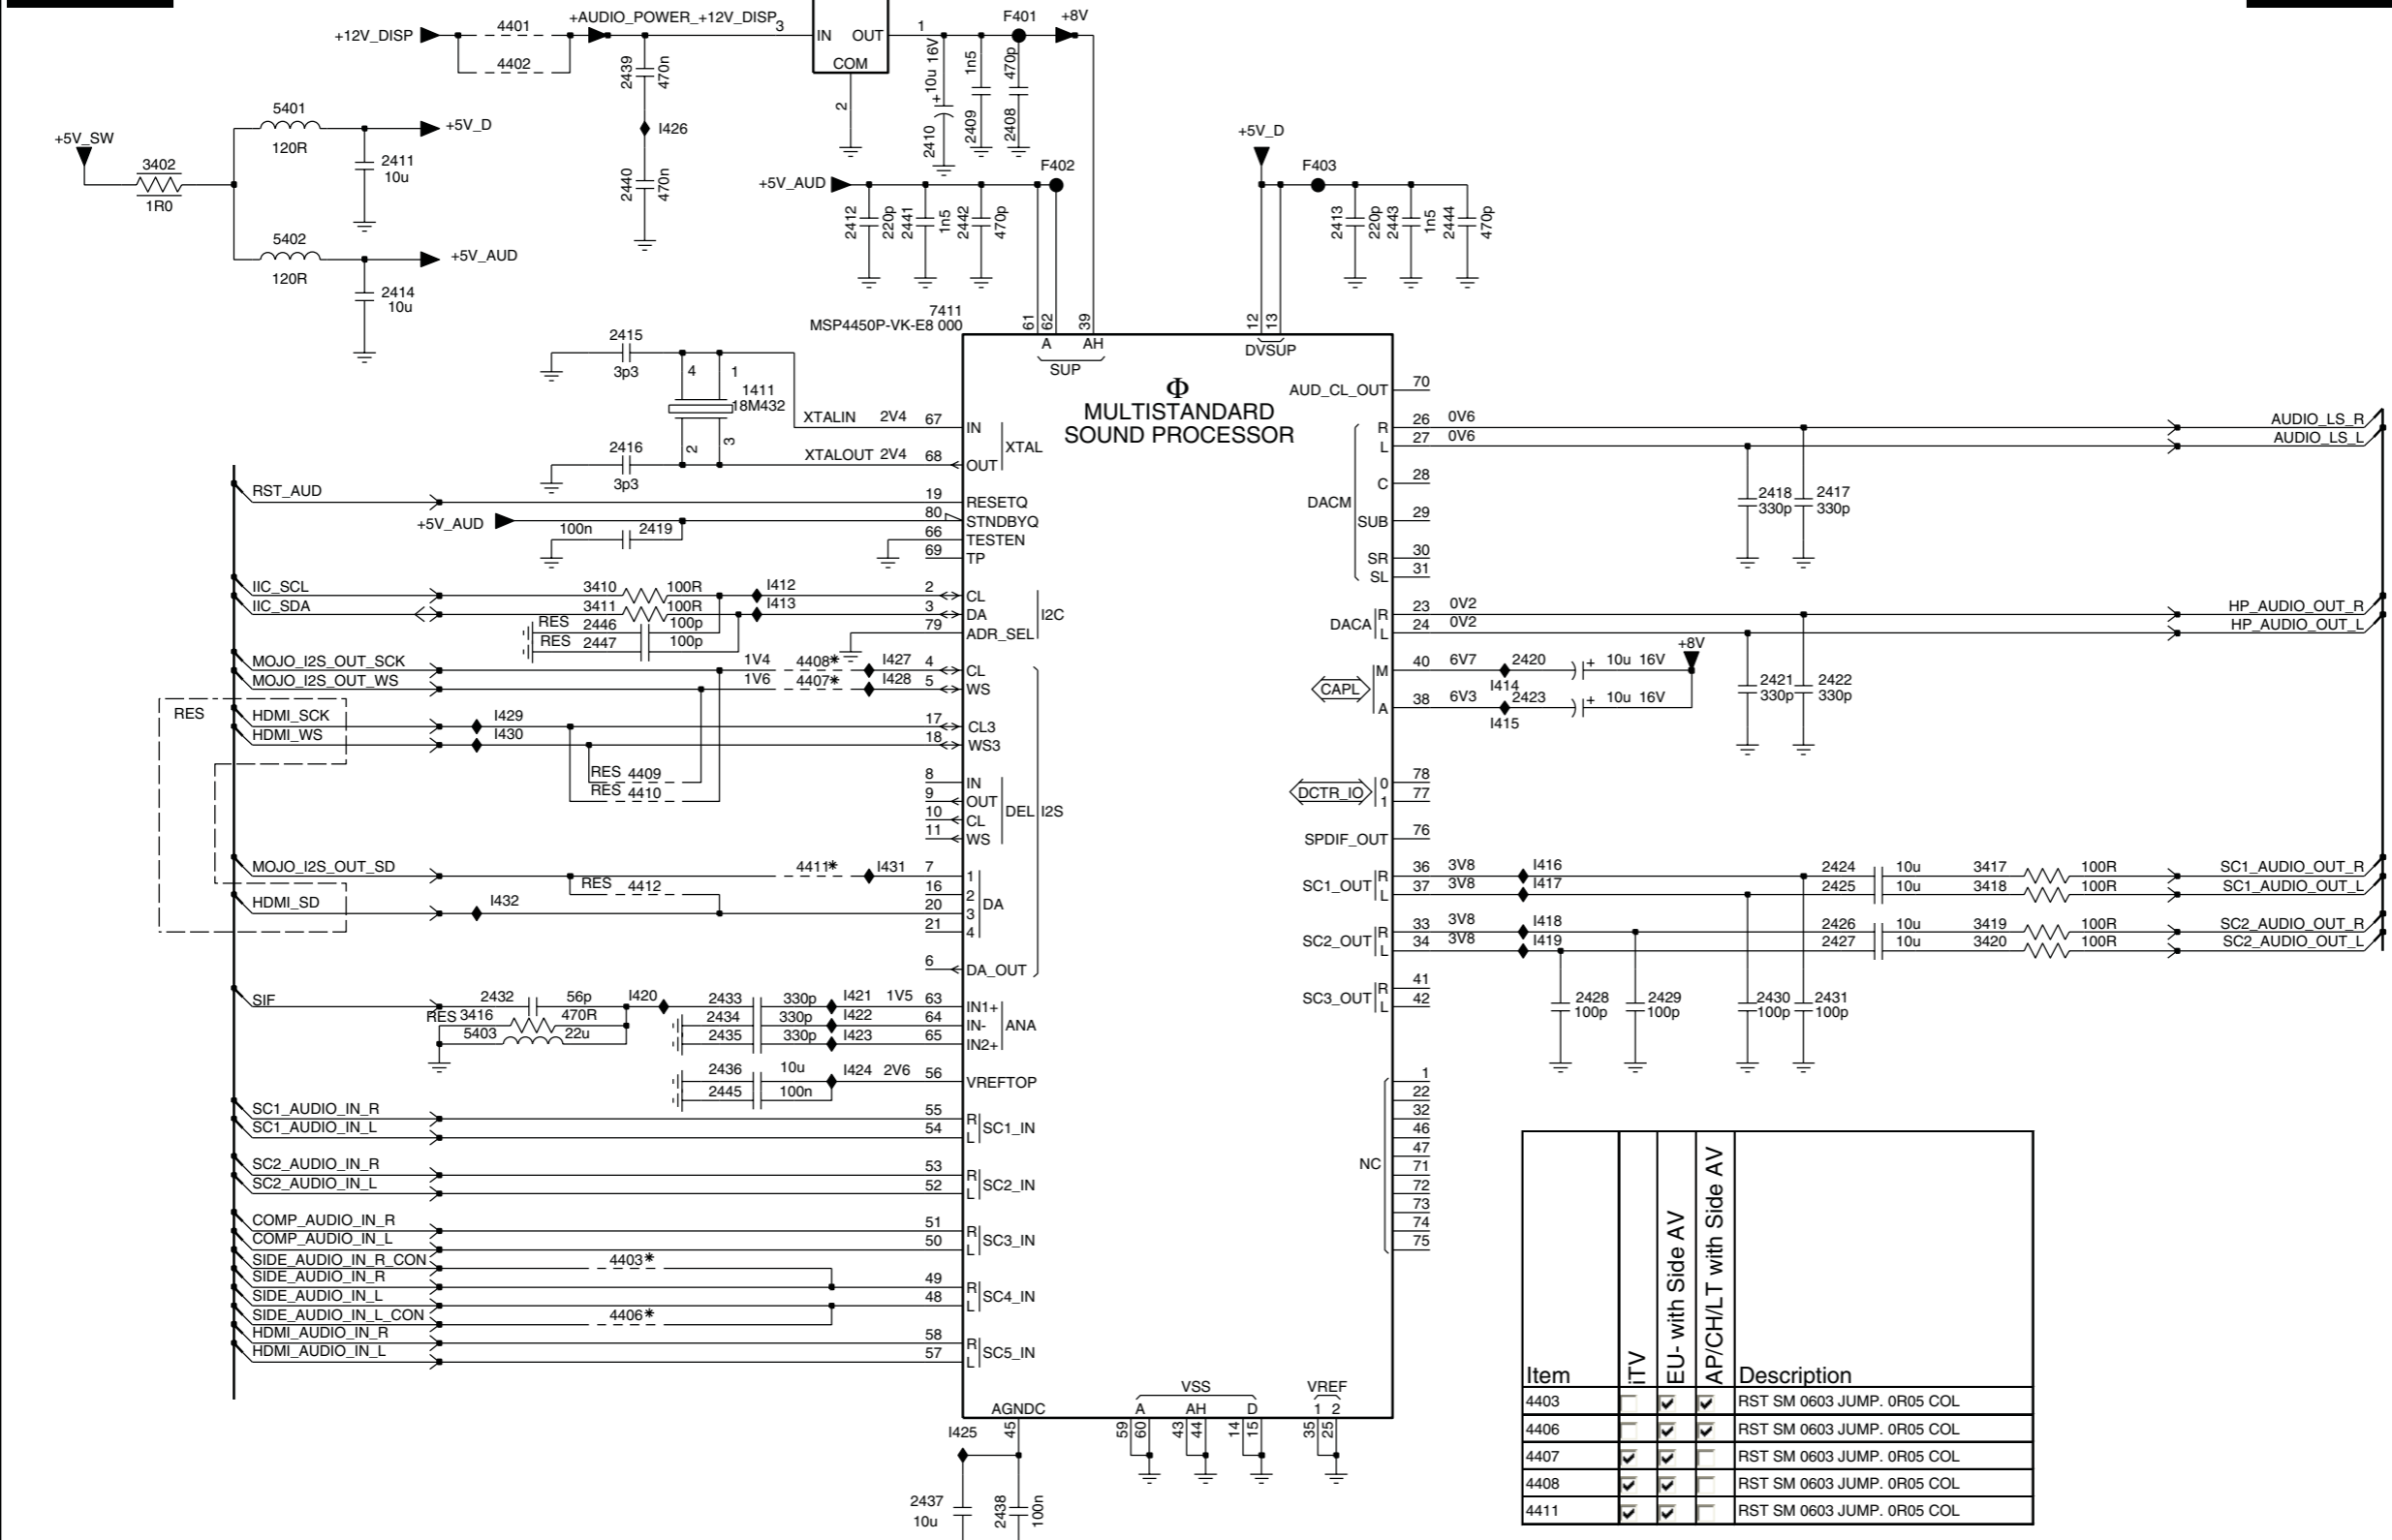 +12V_DISP 4401 +AUDIO_POWER_+12V_DISP 3 IN OUT 1 F401 +8V
4402 COM
2439 470n 2 10u 16V + 2410 1n5 2409 470p 2408
5401 +5V_D I426
+5V_SW 120R 2411 10u +5V_D
3402 2440 470n +5V_AUD F402 F403
1R0 2412 220p 2441 1n5 2442 470p 2413 220p 2443 1n5 2444 470p
5402 +5V_AUD
120R 2414 10u
7411
MSP4450P-VK-E8 000 61 62 39 12 13
A AH DVSUP
SUP
2415 3p3 4 1 1411 18M432
Φ
MULTISTANDARD
SOUND PROCESSOR
AUD_CL_OUT 70
XTALIN 2V4 67 IN XTAL
R 26 0V6 AUDIO_LS_R
L 27 0V6 AUDIO_LS_L
2416 3p3 2 3 XTALOUT 2V4 68 OUT
C 28
DACM
2418 330p 2417 330p
RST_AUD 19 RESETQ
+5V_AUD 80 STNDBYQ SUB 29
100n 2419 66 TESTEN
69 TP SR 30
SL 31
IIC_SCL 3410 100R I412 2 CL
IIC_SDA 3411 100R I413 3 DA I2C
RES 2446 100p 79 ADR_SEL
RES 2447 100p
DACA R 23 0V2 HP_AUDIO_OUT_R
L 24 0V2 HP_AUDIO_OUT_L
+8V
MOJO_I2S_OUT_SCK 1V4 4408* I427 4 CL
MOJO_I2S_OUT_WS 1V6 4407* I428 5 WS
CAPL M 40 6V7 I414 2420 + 10u 16V
A 38 6V3 I415 2423 + 10u 16V
2421 330p 2422 330p
RES
HDMI_SCK I429 17 CL3
HDMI_WS I430 18 WS3
RES 4409
RES 4410
8 IN
9 OUT
10 CL
11 WS
DEL I2S
DCTR_IO 0 78
1 77
SPDIF_OUT 76
MOJO_I2S_OUT_SD 4411* I431 7 1
RES 4412 16 2
HDMI_SD I432 20 3
21 4
DA
6 DA_OUT
SC1_OUT R 36 3V8 I416 2424 10u 3417 100R SC1_AUDIO_OUT_R
L 37 3V8 I417 2425 10u 3418 100R SC1_AUDIO_OUT_L
SC2_OUT R 33 3V8 I418 2426 10u 3419 100R SC2_AUDIO_OUT_R
L 34 3V8 I419 2427 10u 3420 100R SC2_AUDIO_OUT_L
SC3_OUT R 41
L 42
2428 100p 2429 100p 2430 100p 2431 100p
SIF 2432 56p I420 2433 330p I421 1V5 63 IN1+
RES 3416 470R 2434 330p I422 64 IN- ANA
5403 22u 2435 330p I423 65 IN2+
2436 10u I424 2V6 56 VREFTOP
2445 100n
SC1_AUDIO_IN_R 55 R SC1_IN
SC1_AUDIO_IN_L 54 L
SC2_AUDIO_IN_R 53 R SC2_IN
SC2_AUDIO_IN_L 52 L
COMP_AUDIO_IN_R 51 R SC3_IN
COMP_AUDIO_IN_L 50 L
SIDE_AUDIO_IN_R_CON 4403*
SIDE_AUDIO_IN_R 49 R SC4_IN
SIDE_AUDIO_IN_L 48 L
SIDE_AUDIO_IN_L_CON 4406*
HDMI_AUDIO_IN_R 58 R SC5_IN
HDMI_AUDIO_IN_L 57 L
NC
1
22
32
46
47
71
72
73
74
75
AGNDC
VSS
A AH D
VREF
1 2
I425 45 59 60 43 44 14 15 35 25
2437 10u 2438 100n
Item iTV EU- with Side AV AP/CH/LT with Side AV Description
4403 RST SM 0603 JUMP. 0R05 COL
4406 RST SM 0603 JUMP. 0R05 COL
4407 RST SM 0603 JUMP. 0R05 COL
4408 RST SM 0603 JUMP. 0R05 COL
4411 RST SM 0603 JUMP. 0R05 COL